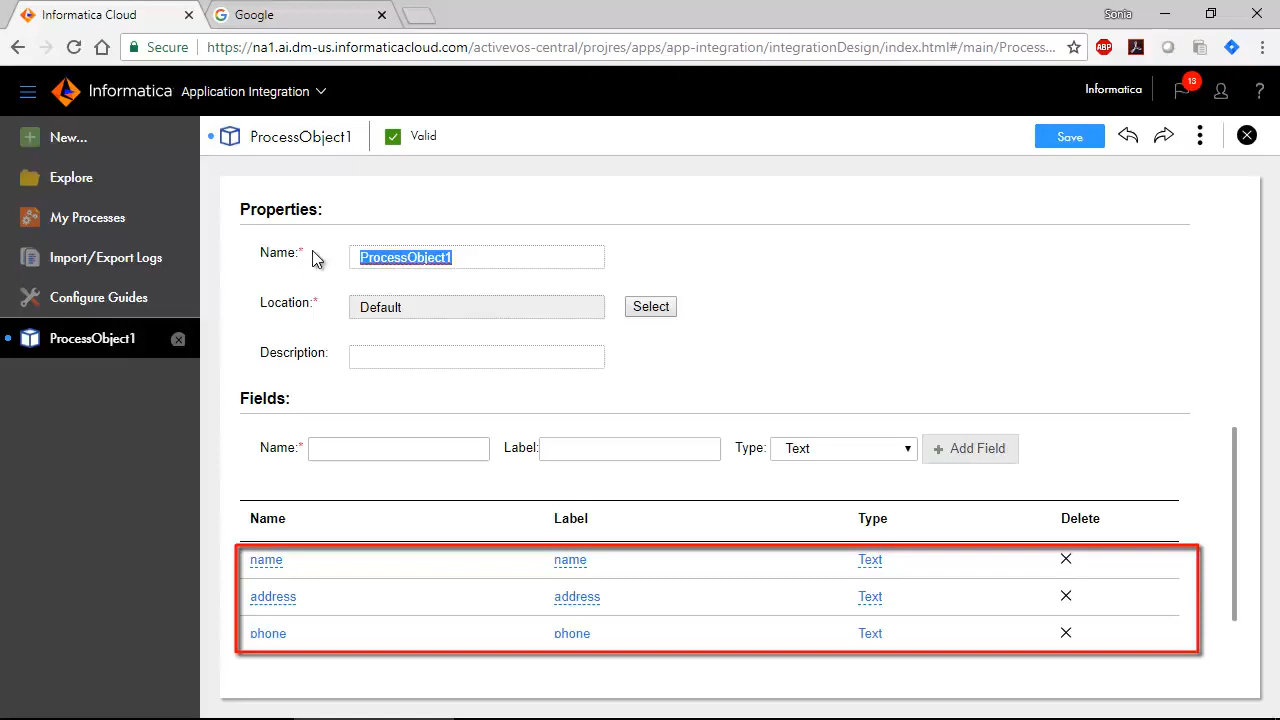 Informatica Cloud
Google
Sonia
Secure
https://na1.ai.dm-us.informaticacloud.com/activevos-central/projres/apps/app-integration/integrationDesign/index.html#/main/Process...
ABP
Informatica Application Integration
Informatica
13
?
New...
Explore
My Processes
Import/Export Logs
Configure Guides
ProcessObject1
ProcessObject1
Valid
Save
Properties:
Name:*
ProcessObject1
Location:*
Default
Select
Description:
Fields:
Name:*
Label:
Type:
Text
+ Add Field
Name Label Type Delete
name name Text
address address Text
phone phone Text